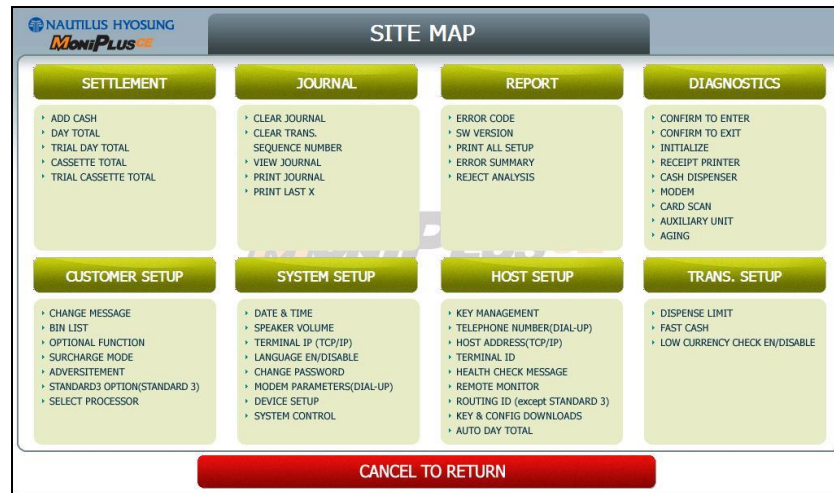 NAUTILUS HYOSUNG
MONIPLUSCE
SITE MAP
SETTLEMENT
ADD CASH
DAY TOTAL
TRIAL DAY TOTAL
CASSETTE TOTAL
TRIAL CASSETTE TOTAL
JOURNAL
CLEAR JOURNAL
CLEAR TRANS.
SEQUENCE NUMBER
VIEW JOURNAL
PRINT JOURNAL
PRINT LAST X
REPORT
ERROR CODE
SW VERSION
PRINT ALL SETUP
ERROR SUMMARY
REJECT ANALYSIS
DIAGNOSTICS
CONFIRM TO ENTER
CONFIRM TO EXIT
INITIALIZE
RECEIPT PRINTER
CASH DISPENSER
MODEM
CARD SCAN
AUXILIARY UNIT
AGING
MONIPLUSCE
CUSTOMER SETUP
CHANGE MESSAGE
BIN LIST
OPTIONAL FUNCTION
SURCHARGE MODE
ADVERSITEMENT
STANDARD3 OPTION(STANDARD 3)
SELECT PROCESSOR
SYSTEM SETUP
DATE & TIME
SPEAKER VOLUME
TERMINAL IP (TCP/IP)
LANGUAGE EN/DISABLE
CHANGE PASSWORD
MODEM PARAMETERS(DIAL-UP)
DEVICE SETUP
SYSTEM CONTROL
HOST SETUP
KEY MANAGEMENT
TELEPHONE NUMBER(DIAL-UP)
HOST ADDRESS(TCP/IP)
TERMINAL ID
HEALTH CHECK MESSAGE
REMOTE MONITOR
ROUTING ID (except STANDARD 3)
KEY & CONFIG DOWNLOADS
AUTO DAY TOTAL
TRANS. SETUP
DISPENSE LIMIT
FAST CASH
LOW CURRENCY CHECK EN/DISABLE
CANCEL TO RETURN